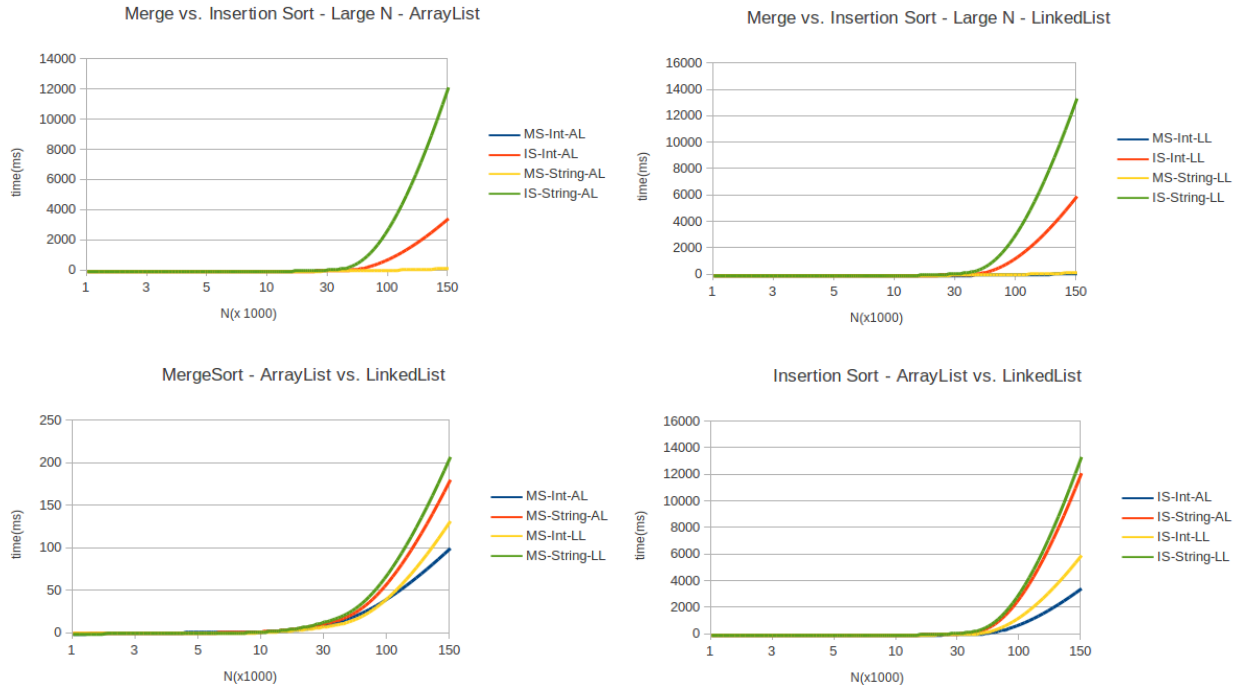 Merge vs. Insertion Sort - Large N - ArrayList
14000
12000
10000
8000
6000
4000
2000
0
time(ms)
1 3 5 10 30 100 150
N(x 1000)
MS-Int-AL
IS-Int-AL
MS-String-AL
IS-String-AL
Merge vs. Insertion Sort - Large N - LinkedList
16000
14000
12000
10000
8000
6000
4000
2000
0
time(ms)
1 3 5 10 30 100 150
N(x1000)
MS-Int-LL
IS-Int-LL
MS-String-LL
IS-String-LL
MergeSort - ArrayList vs. LinkedList
250
200
150
100
50
0
time(ms)
1 3 5 10 30 100 150
N(x1000)
MS-Int-AL
MS-String-AL
MS-Int-LL
MS-String-LL
Insertion Sort - ArrayList vs. LinkedList
16000
14000
12000
10000
8000
6000
4000
2000
0
time(ms)
1 3 5 10 30 100 150
N(x1000)
IS-Int-AL
IS-String-AL
IS-Int-LL
IS-String-LL